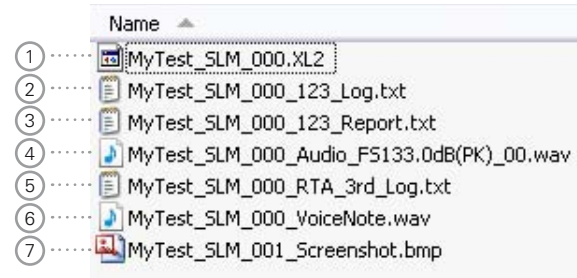 Name
1 MyTest_SLM_000.XL2
2 MyTest_SLM_000_123_Log.txt
3 MyTest_SLM_000_123_Report.txt
4 MyTest_SLM_000_Audio_FS133.0dB(PK)_00.wav
5 MyTest_SLM_000_RTA_3rd_Log.txt
6 MyTest_SLM_000_VoiceNote.wav
7 MyTest_SLM_001_Screenshot.bmp